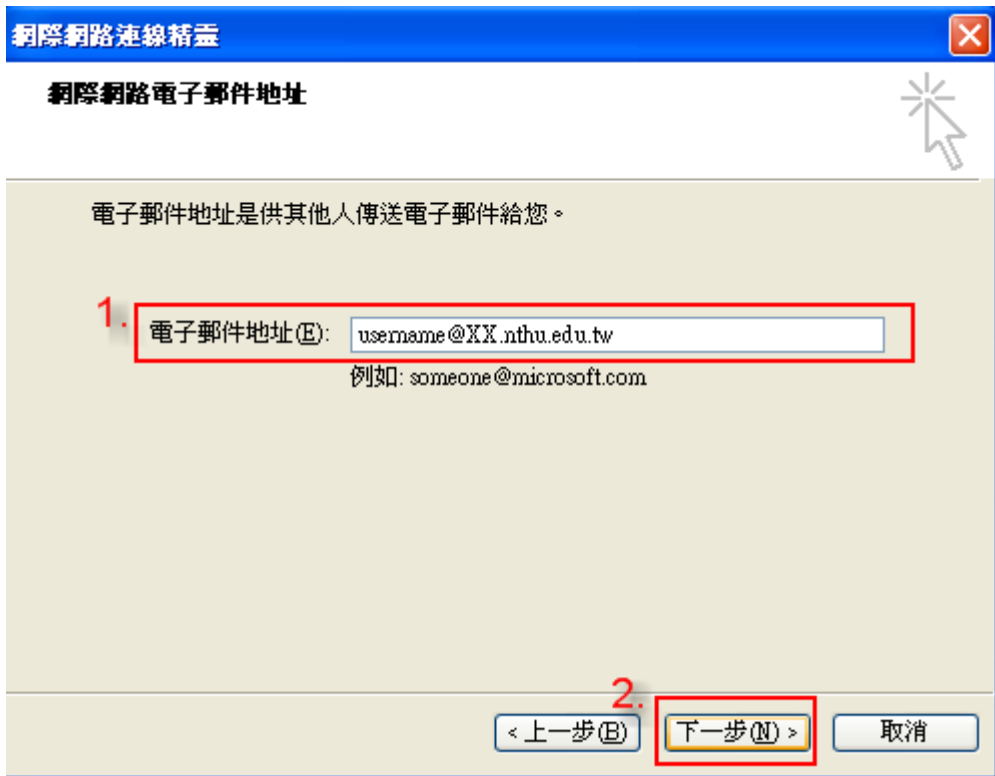 網際網路連線精靈
網際網路電子郵件地址
電子郵件地址是供其他人傳送電子郵件給您。
1.
電子郵件地址(E): username@XX.nthu.edu.tw
例如: someone@microsoft.com
2.
< 上一步(B) 下一步(N) > 取消